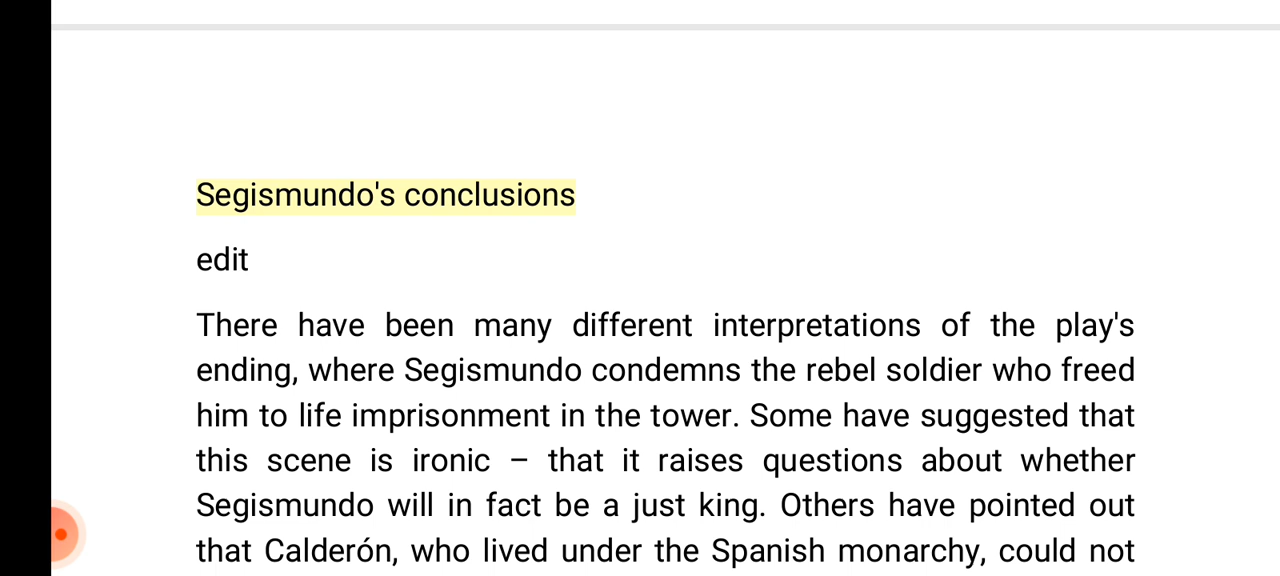 Segismundo's conclusions
edit
There have been many different interpretations of the play's
ending, where Segismundo condemns the rebel soldier who freed
him to life imprisonment in the tower. Some have suggested that
this scene is ironic – that it raises questions about whether
Segismundo will in fact be a just king. Others have pointed out
that Calderón, who lived under the Spanish monarchy, could not